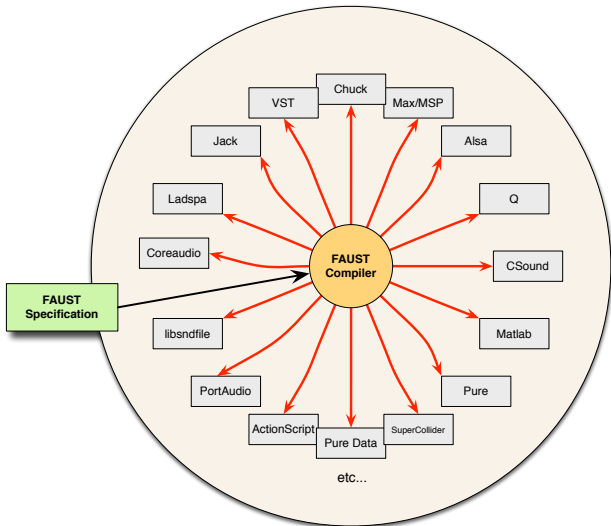 Chuck
VST
Max/MSP
Jack
Alsa
Ladspa
Q
Coreaudio
FAUST
Compiler
CSound
FAUST
Specification
libsndfile
Matlab
PortAudio
Pure
ActionScript
Pure Data
SuperCollider
etc...